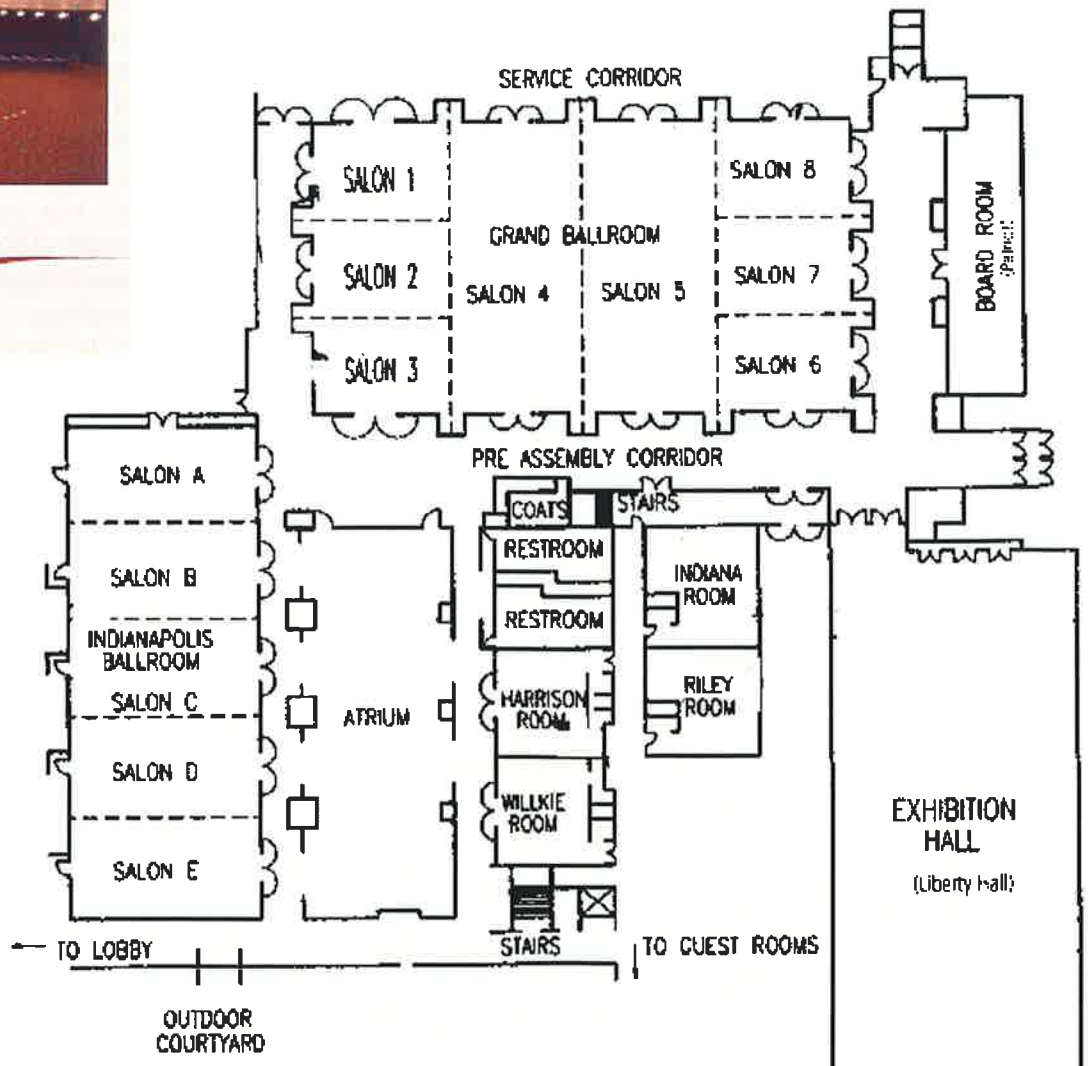 SERVICE CORRIDOR
SALON 1
SALON 8
GRAND BALLROOM
SALON 2
SALON 4
SALON 5
SALON 7
SALON 3
SALON 6
BOARD ROOM
(Patriot)
PRE ASSEMBLY CORRIDOR
SALON A
COATS
STAIRS
RESTROOM
SALON B
INDIANA
ROOM
RESTROOM
INDIANAPOLIS
BALLROOM
SALON C
ATRIUM
HARRISON
ROOM
RILEY
ROOM
SALON D
WILLKIE
ROOM
SALON E
EXHIBITION
HALL
(Liberty Hall)
TO LOBBY
STAIRS
TO GUEST ROOMS
OUTDOOR
COURTYARD